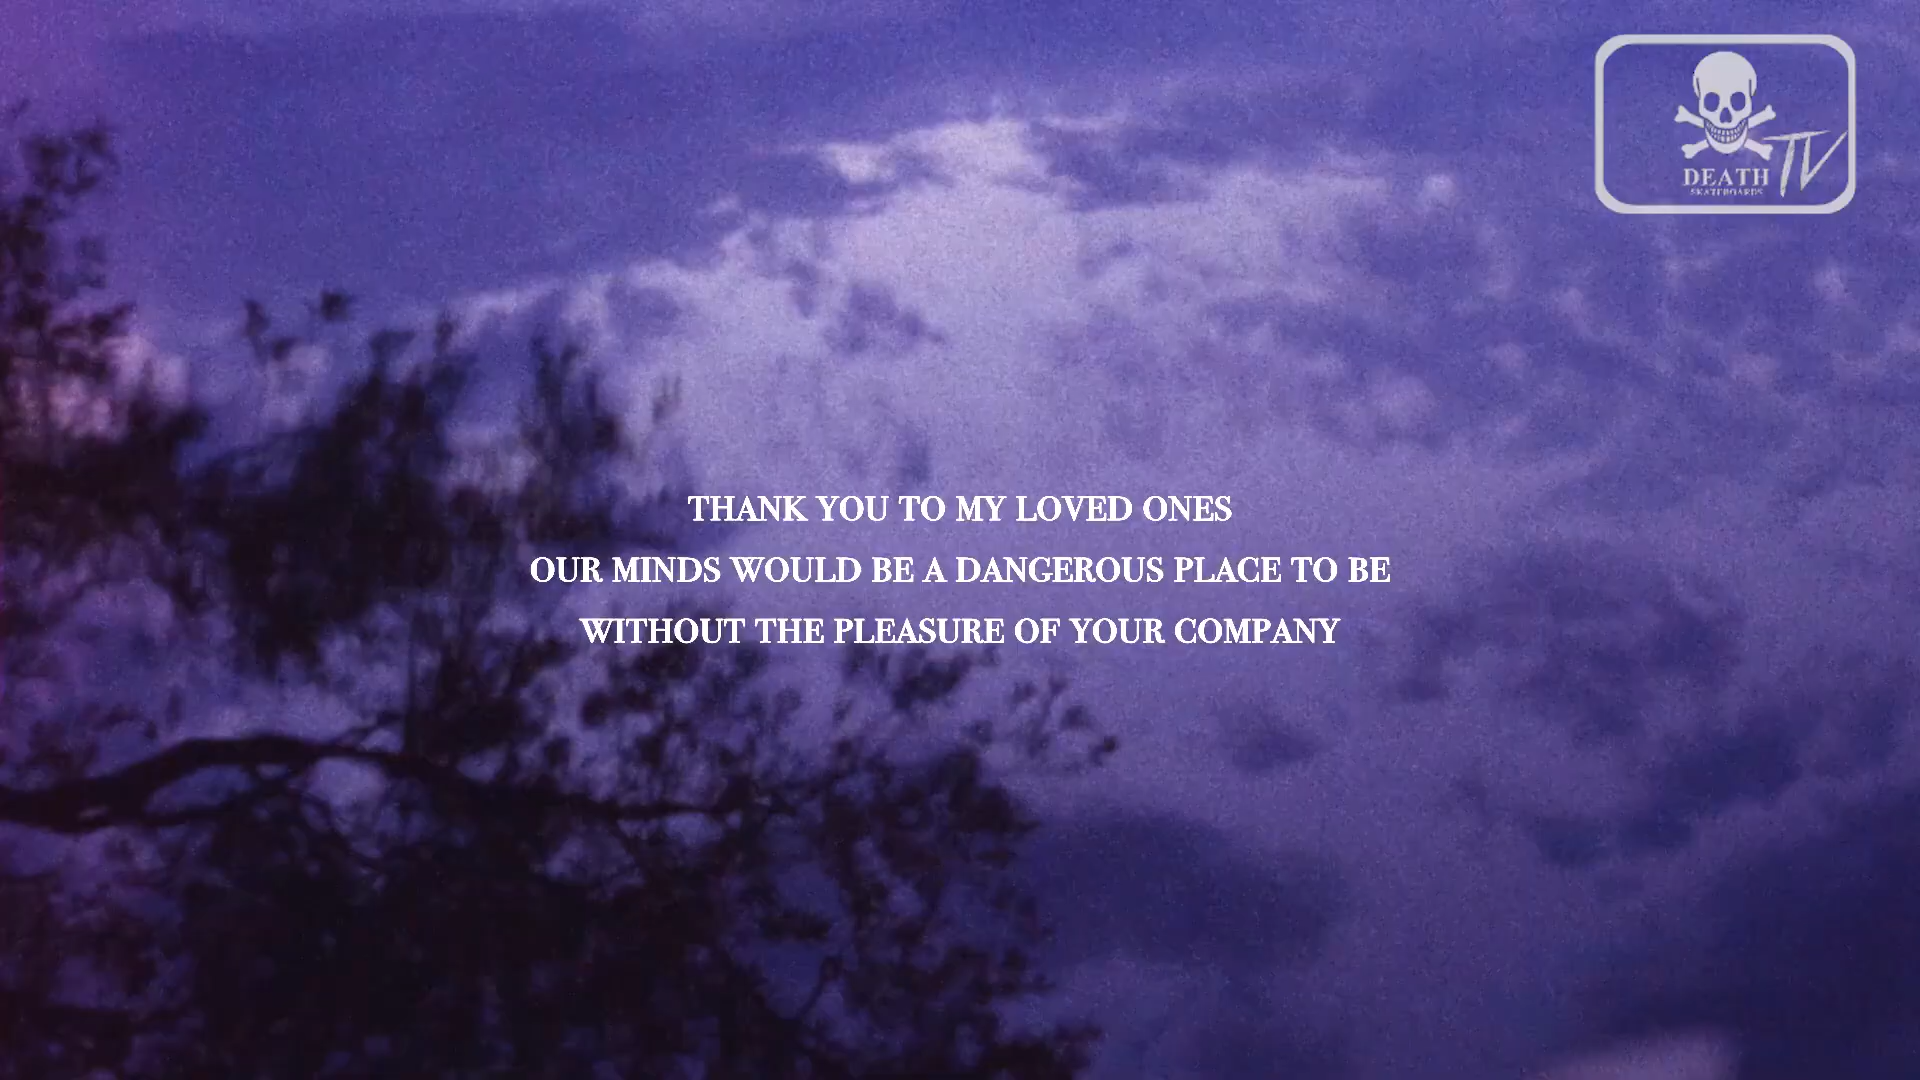 DEATH
SKATEBOARDS
TV
THANK YOU TO MY LOVED ONES
OUR MINDS WOULD BE A DANGEROUS PLACE TO BE
WITHOUT THE PLEASURE OF YOUR COMPANY